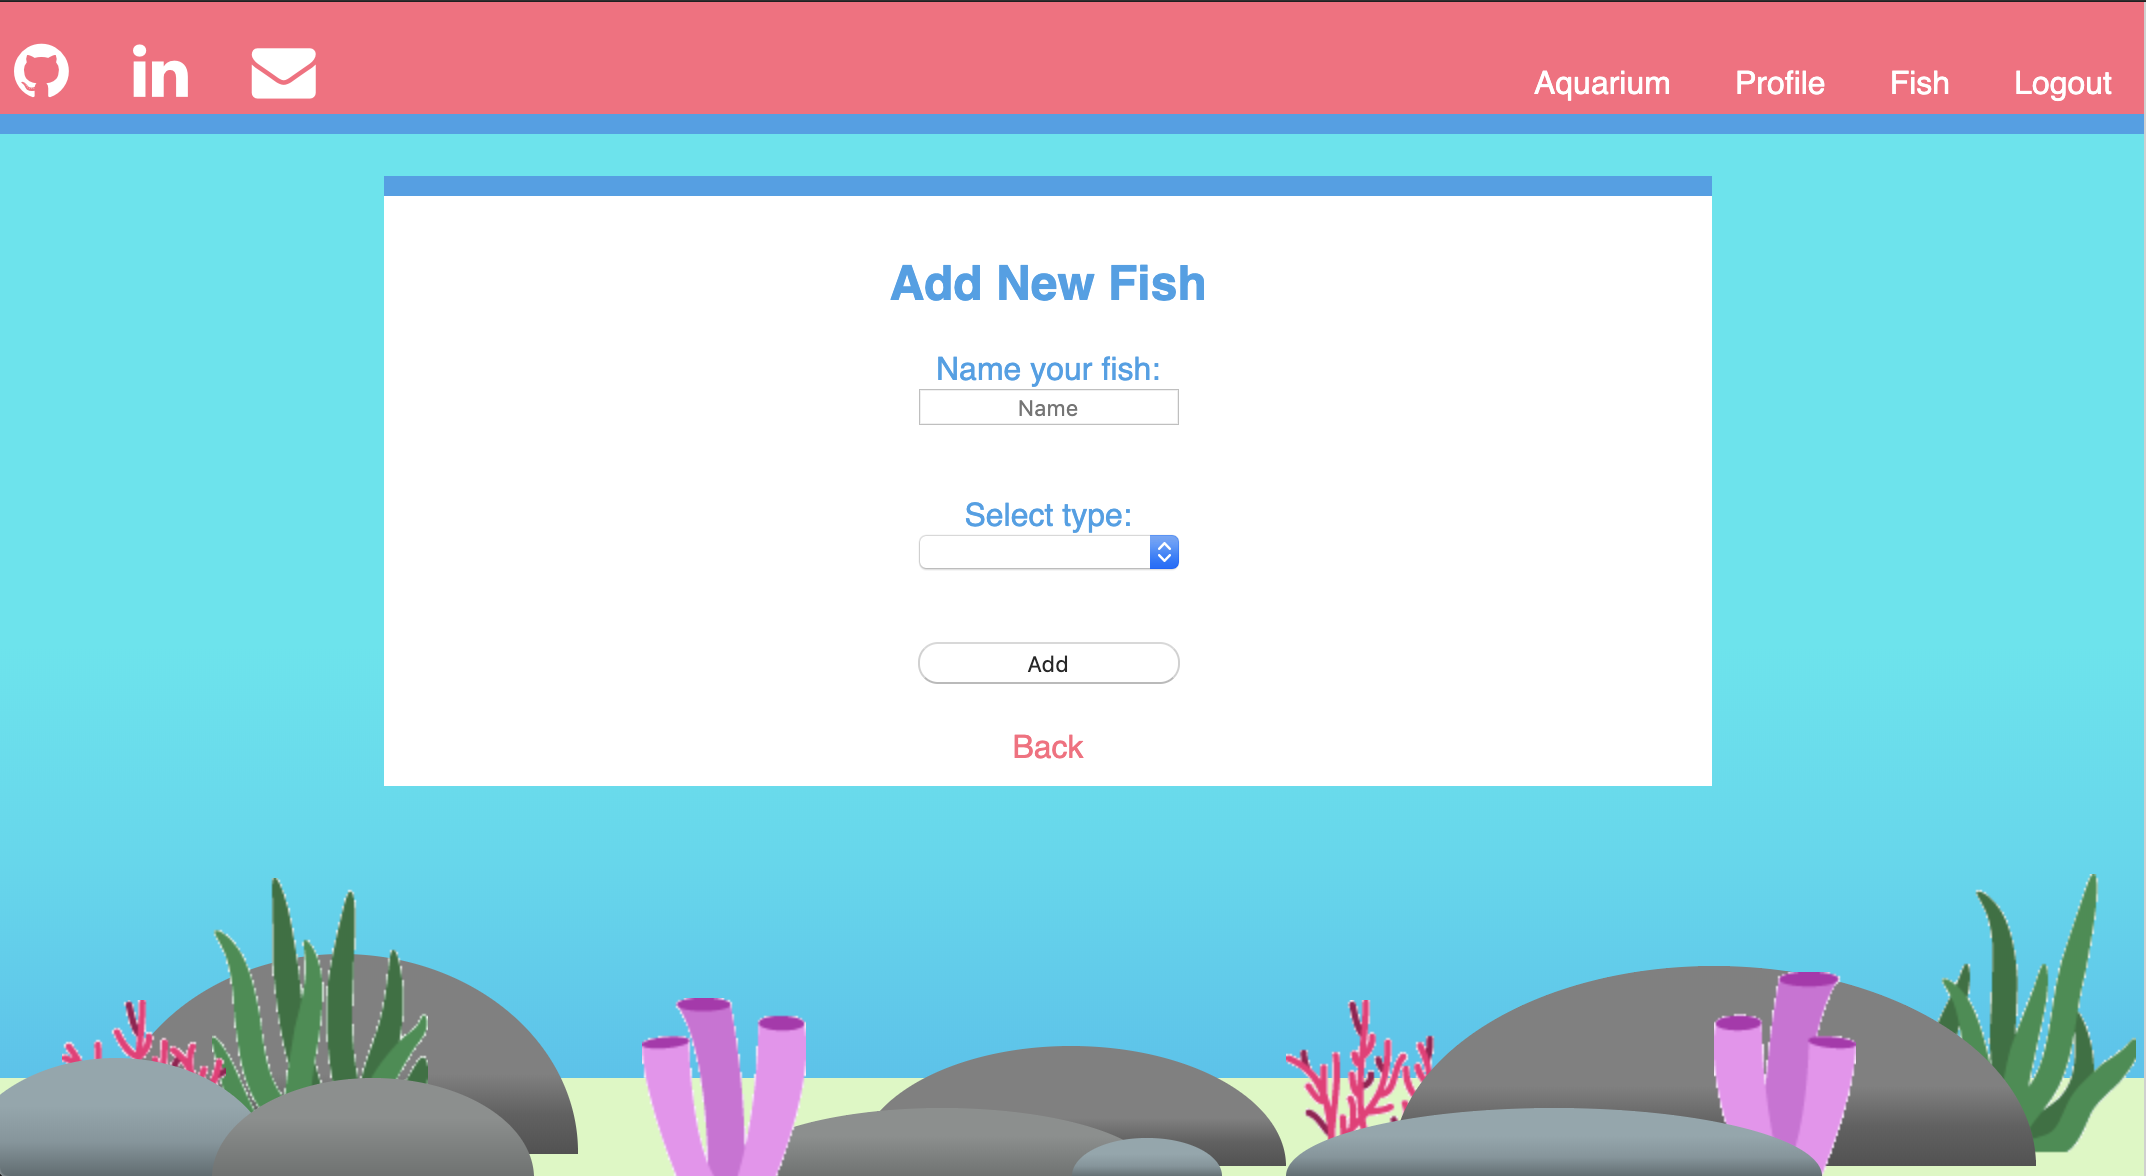 in
Aquarium Profile Fish Logout
Add New Fish
Name your fish:
Name
Select type:
Add
Back